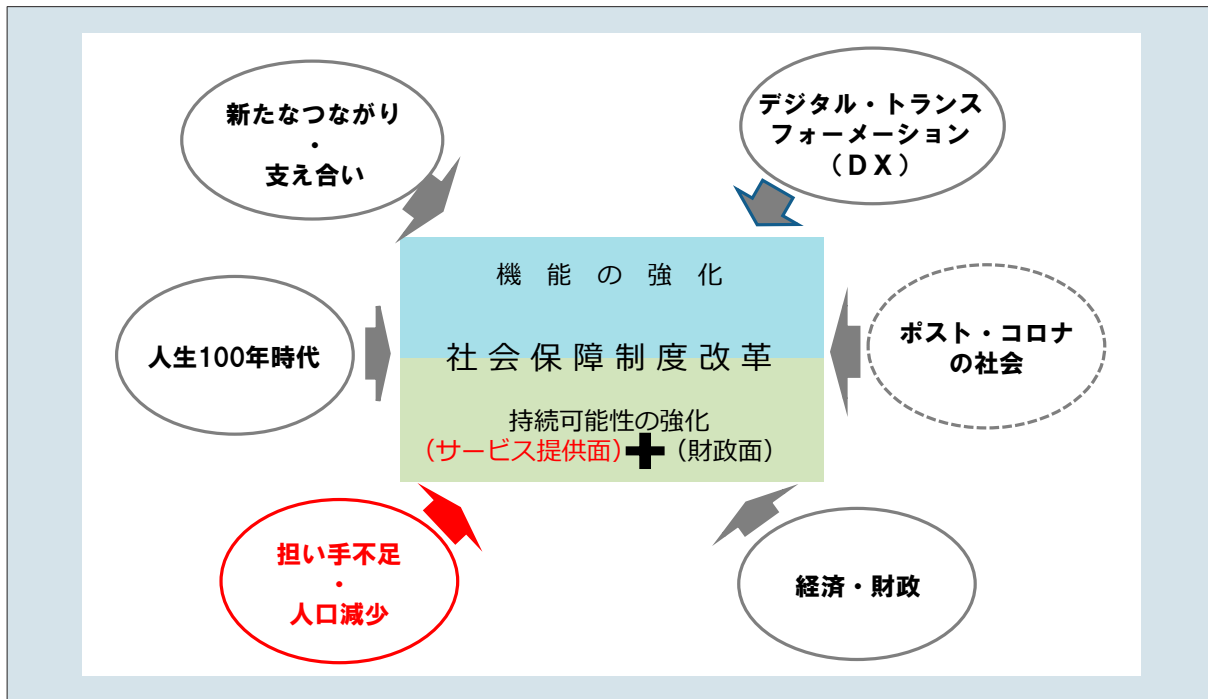 新たなつながり
・
支え合い
デジタル・トランス
フォーメーション
（ＤＸ）
機能の強化
人生100年時代
社会保障制度改革
ポスト・コロナ
の社会
持続可能性の強化
（サービス提供面）＋（財政面）
担い手不足
・
人口減少
経済・財政